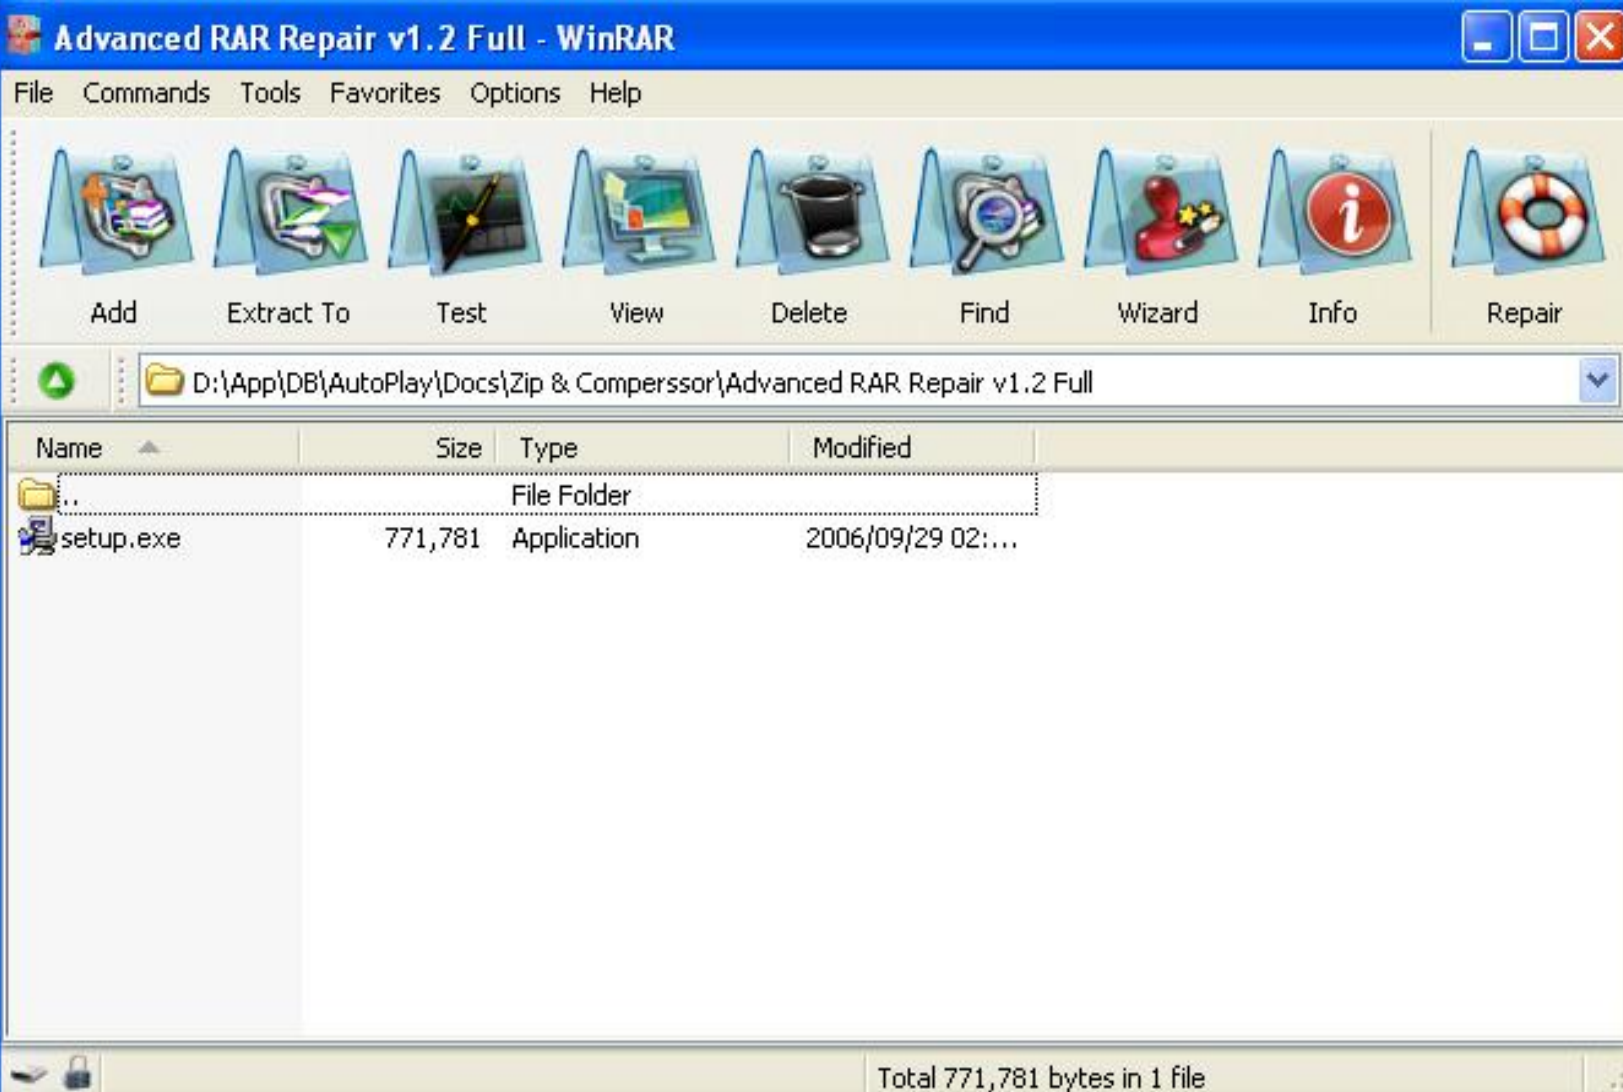 Advanced RAR Repair v1.2 Full - WinRAR
File Commands Tools Favorites Options Help
Add Extract To Test View Delete Find Wizard Info Repair
D:\App\DB\AutoPlay\Docs\Zip & Comperssor\Advanced RAR Repair v1.2 Full
Name Size Type Modified
.. File Folder
setup.exe 771,781 Application 2006/09/29 02:...
Total 771,781 bytes in 1 file